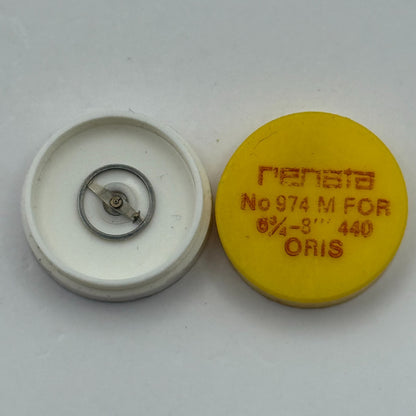 renata
No 974 M FOR
6¾-8''' 440
ORIS